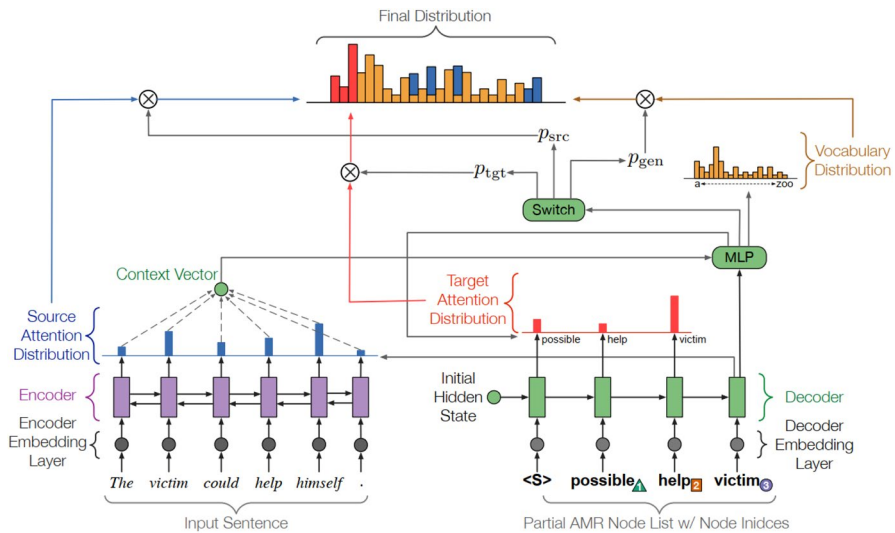 Final Distribution
p_src
p_gen
p_tgt
Vocabulary
Distribution
a
zoo
Switch
MLP
Context Vector
Target
Attention
Distribution
Source
Attention
Distribution
possible
help
victim
Encoder
Initial
Hidden
State
Decoder
Encoder
Embedding
Layer
Decoder
Embedding
Layer
The victim could help himself .
<S> possible 1 help 2 victim 3
Input Sentence
Partial AMR Node List w/ Node Inidces